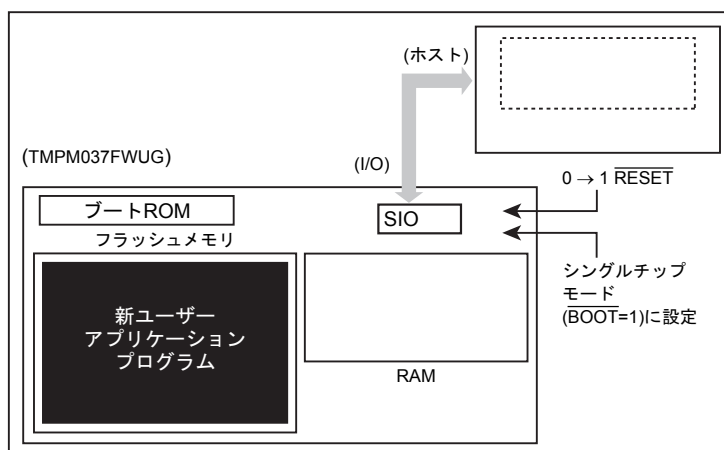 (ホスト)
(TMPM037FWUG)
(I/O)
0 → 1 RESET
ブートROM
SIO
フラッシュメモリ
シングルチップ
モード
(BOOT=1)に設定
新ユーザー
アプリケーション
プログラム
RAM